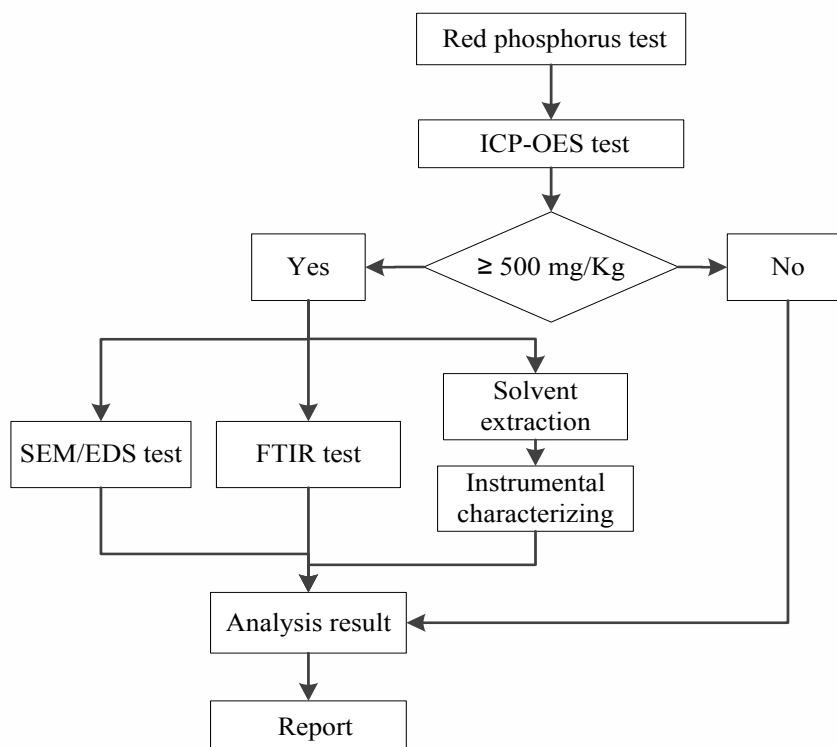 Red phosphorus test
ICP-OES test
Yes
≥ 500 mg/Kg
No
Solvent
extraction
SEM/EDS test
FTIR test
Instrumental
characterizing
Analysis result
Report